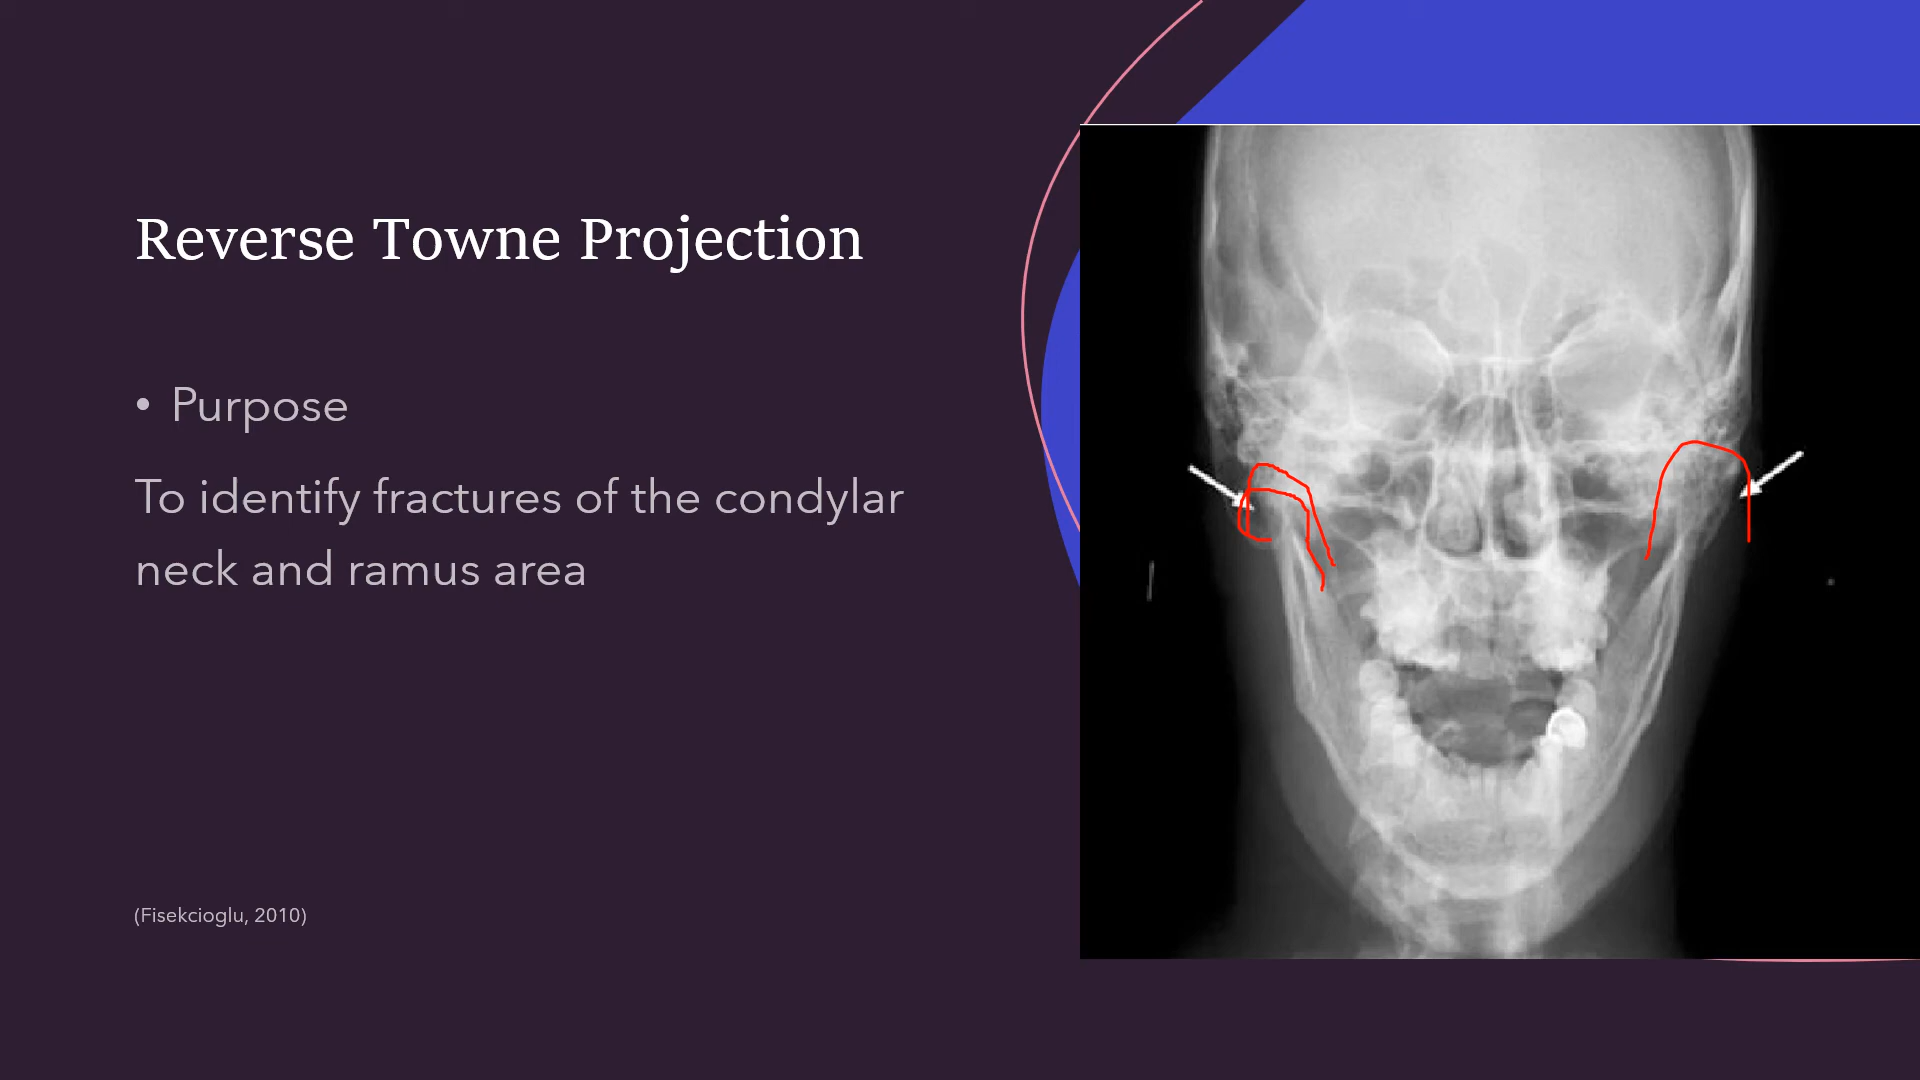 Reverse Towne Projection
• Purpose
To identify fractures of the condylar
neck and ramus area
(Fisekcioglu, 2010)